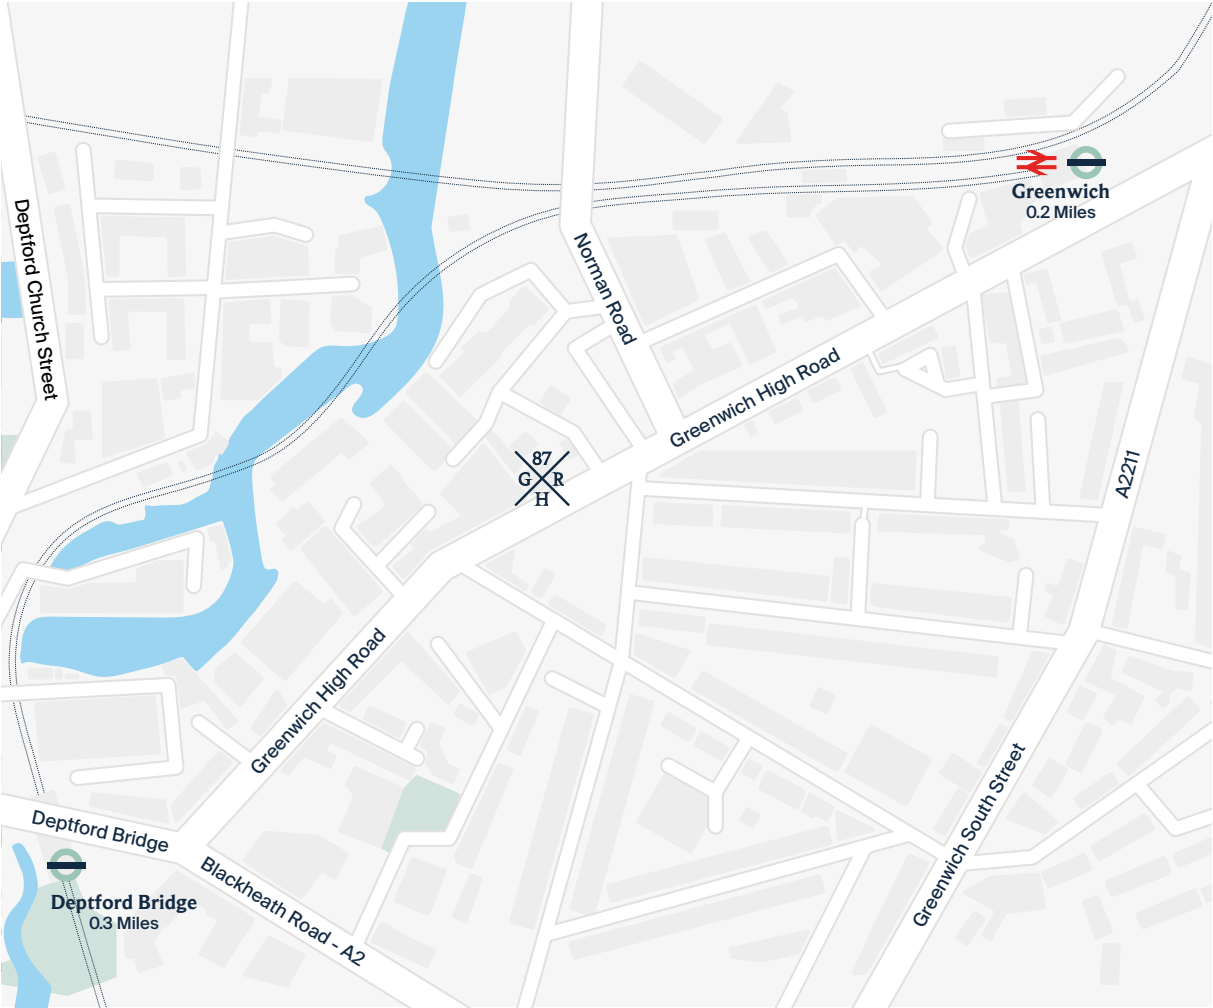 Greenwich
0.2 Miles
Deptford Church Street
Norman Road
Greenwich High Road
87
G R
H
A2211
Greenwich High Road
Greenwich South Street
Deptford Bridge
Blackheath Road - A2
Deptford Bridge
0.3 Miles